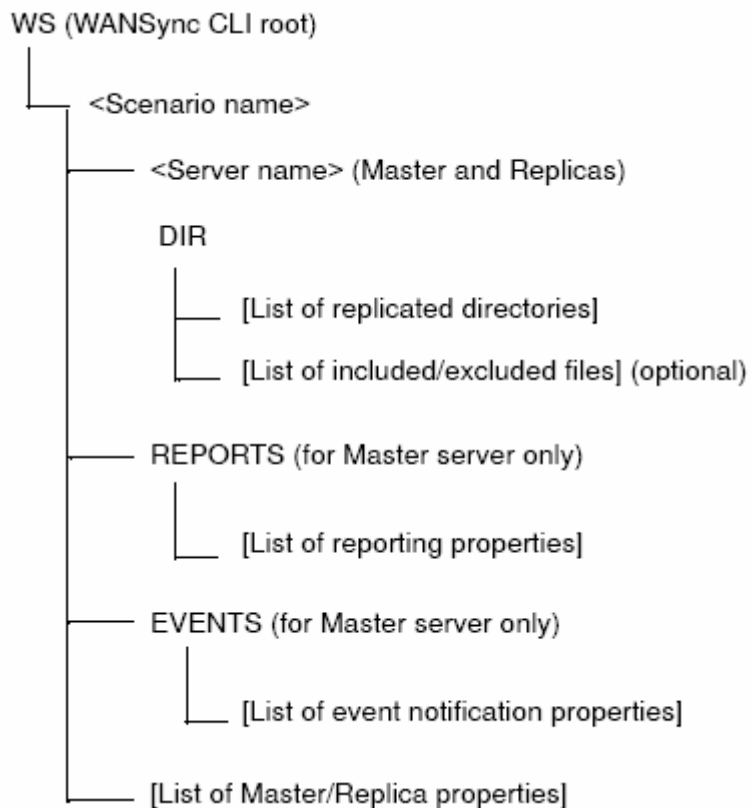 WS (WANSync CLI root)
<Scenario name>
<Server name> (Master and Replicas)
DIR
[List of replicated directories]
[List of included/excluded files] (optional)
REPORTS (for Master server only)
[List of reporting properties]
EVENTS (for Master server only)
[List of event notification properties]
[List of Master/Replica properties]